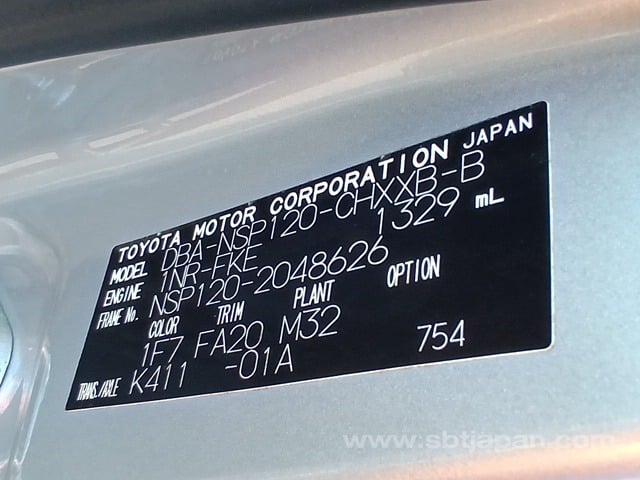 TOYOTA MOTOR CORPORATION JAPAN
MODEL DBA-NSP120-CHXXB-B
ENGINE 1NR-FKE 1329 mL
FRAME No. NSP120-2048626
COLOR TRIM PLANT OPTION
1F7 FA20 M32
TRANS./AXLE K411 -01A 754
www.sbtjapan.com